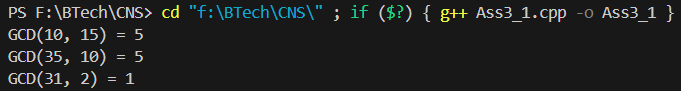 PS F:\BTech\CNS> cd "f:\BTech\CNS\" ; if ($?) { g++ Ass3_1.cpp -o Ass3_1 }
GCD(10, 15) = 5
GCD(35, 10) = 5
GCD(31, 2) = 1